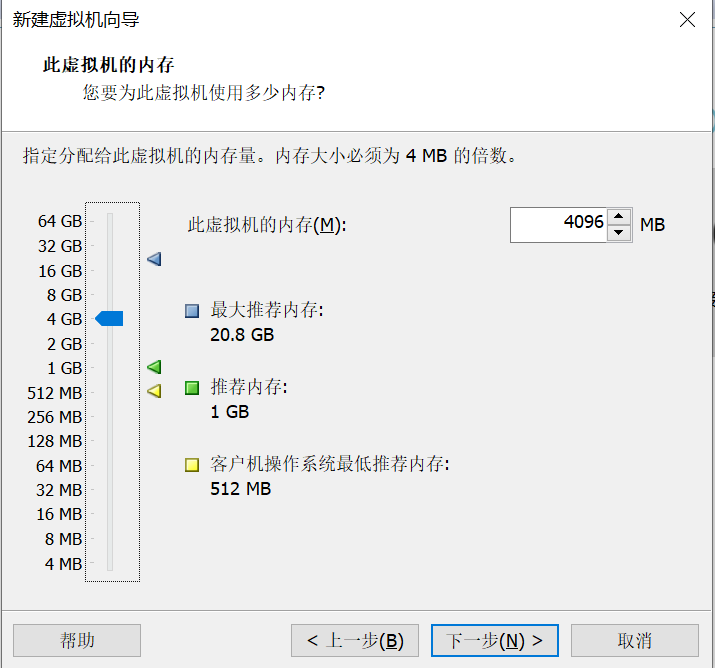 新建虚拟机向导
此虚拟机的内存
您要为此虚拟机使用多少内存?
指定分配给此虚拟机的内存量。内存大小必须为 4 MB 的倍数。
此虚拟机的内存(M): 4096 MB
64 GB
32 GB
16 GB
8 GB
4 GB
2 GB
1 GB
512 MB
256 MB
128 MB
64 MB
32 MB
16 MB
8 MB
4 MB
最大推荐内存:
20.8 GB
推荐内存:
1 GB
客户机操作系统最低推荐内存:
512 MB
帮助 < 上一步(B) 下一步(N) > 取消